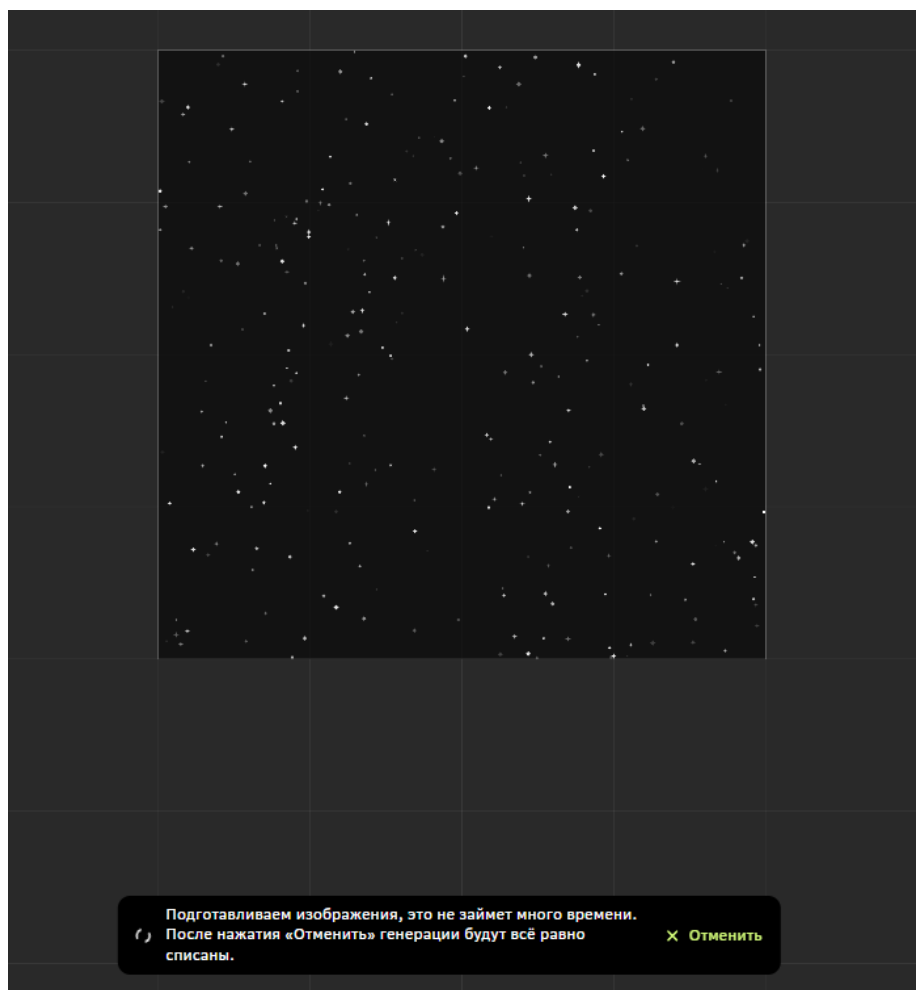 Подготавливаем изображения, это не займет много времени.
После нажатия «Отменить» генерации будут всё равно
списаны.
Отменить